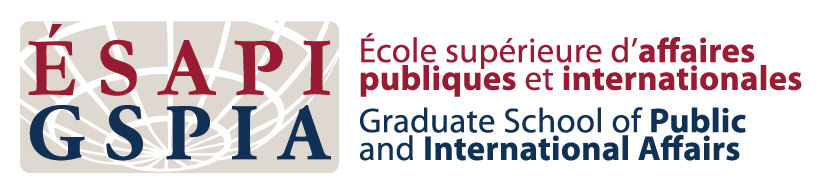 ÉSAPI
GSPIA
École supérieure d'affaires
publiques et internationales
Graduate School of Public
and International Affairs